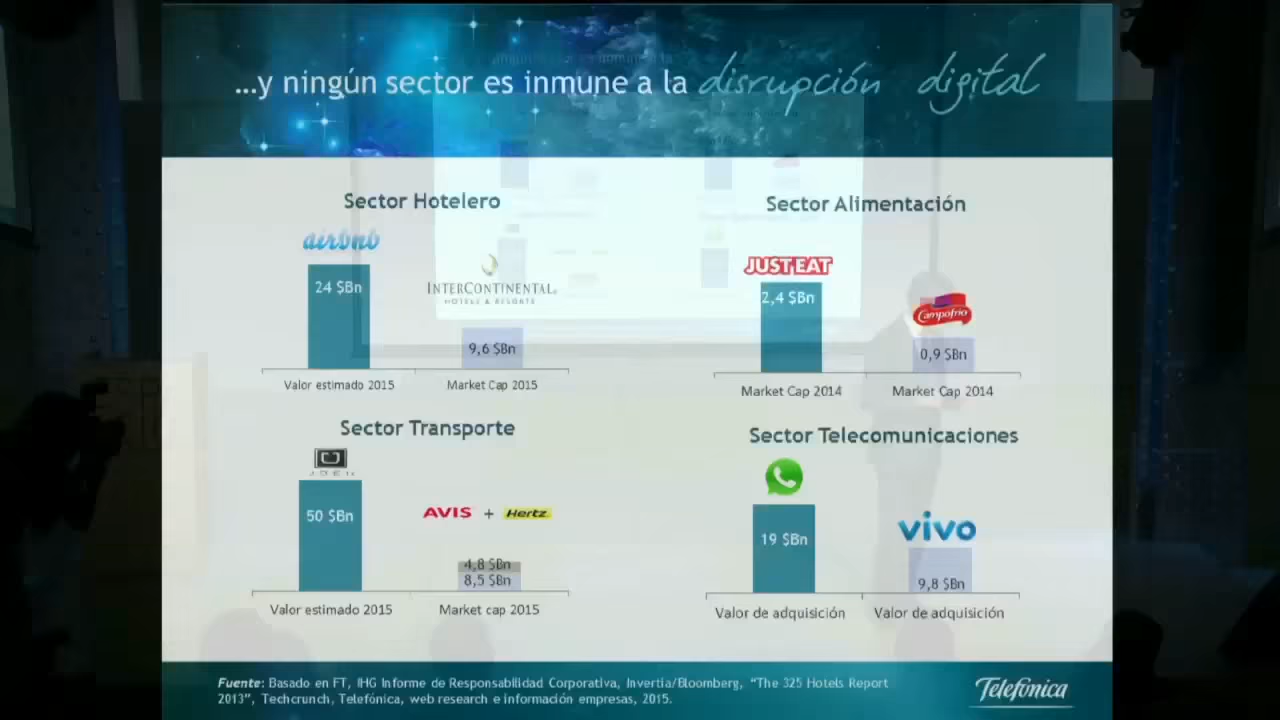 ...y ningún sector es inmune a la disrupción digital
Sector Hotelero
airbnb
24 $Bn
INTERCONTINENTAL.
HOTELS & RESORTS
9,6 $Bn
Valor estimado 2015
Market Cap 2015
Sector Alimentación
JUST EAT
2,4 $Bn
Campofrío
0,9 $Bn
Market Cap 2014
Market Cap 2014
Sector Transporte
UBER
50 $Bn
AVIS + Hertz
4,8 $Bn
8,5 $Bn
Valor estimado 2015
Market cap 2015
Sector Telecomunicaciones
19 $Bn
vivo
9,8 $Bn
Valor de adquisición
Valor de adquisición
Fuente: Basado en FT, IHG Informe de Responsabilidad Corporativa, Invertia/Bloomberg, "The 325 Hotels Report
2013", Techcrunch, Telefónica, web research e información empresas, 2015.
Telefónica